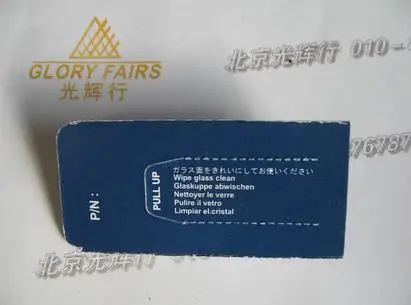 GLORY FAIRS
光辉行
北京光辉行 010-
76787
P/N :
PULL UP
ガラス面をきれいにしてお使いください
Wipe glass clean
Glaskuppe abwischen
Nettoyer le verre
Pulire il vetro
Limpiar el.cristal
北京光辉行